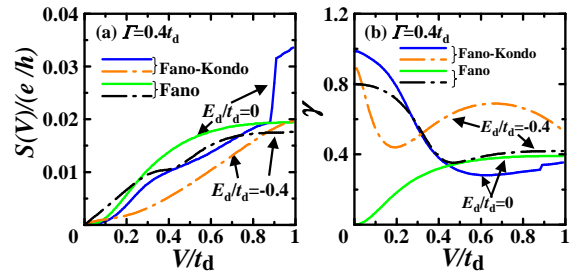 (a) Γ=0.4t_d
Fano-Kondo
Fano
E_d/t_d=0
E_d/t_d=-0.4
S(V)/(e /h)
0.04
0.03
0.02
0.01
0.00
0.2 0.4 0.6 0.8 1
V/t_d
(b) Γ=0.4t_d
Fano-Kondo
Fano
E_d/t_d=-0.4
E_d/t_d=0
γ
1.2
0.8
0.4
0.0
0 0.2 0.4 0.6 0.8 1
V/t_d